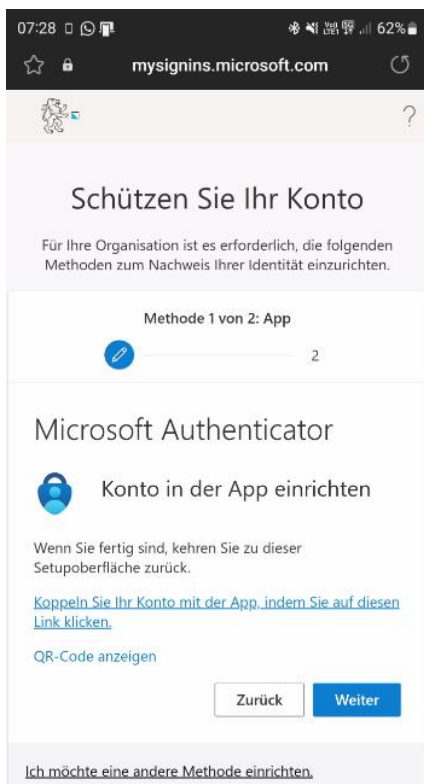 07:28 62%
mysignins.microsoft.com
?
Schützen Sie Ihr Konto
Für Ihre Organisation ist es erforderlich, die folgenden
Methoden zum Nachweis Ihrer Identität einzurichten.
Methode 1 von 2: App
2
Microsoft Authenticator
Konto in der App einrichten
Wenn Sie fertig sind, kehren Sie zu dieser
Setupoberfläche zurück.
Koppeln Sie Ihr Konto mit der App, indem Sie auf diesen
Link klicken.
QR-Code anzeigen
Zurück Weiter
Ich möchte eine andere Methode einrichten.